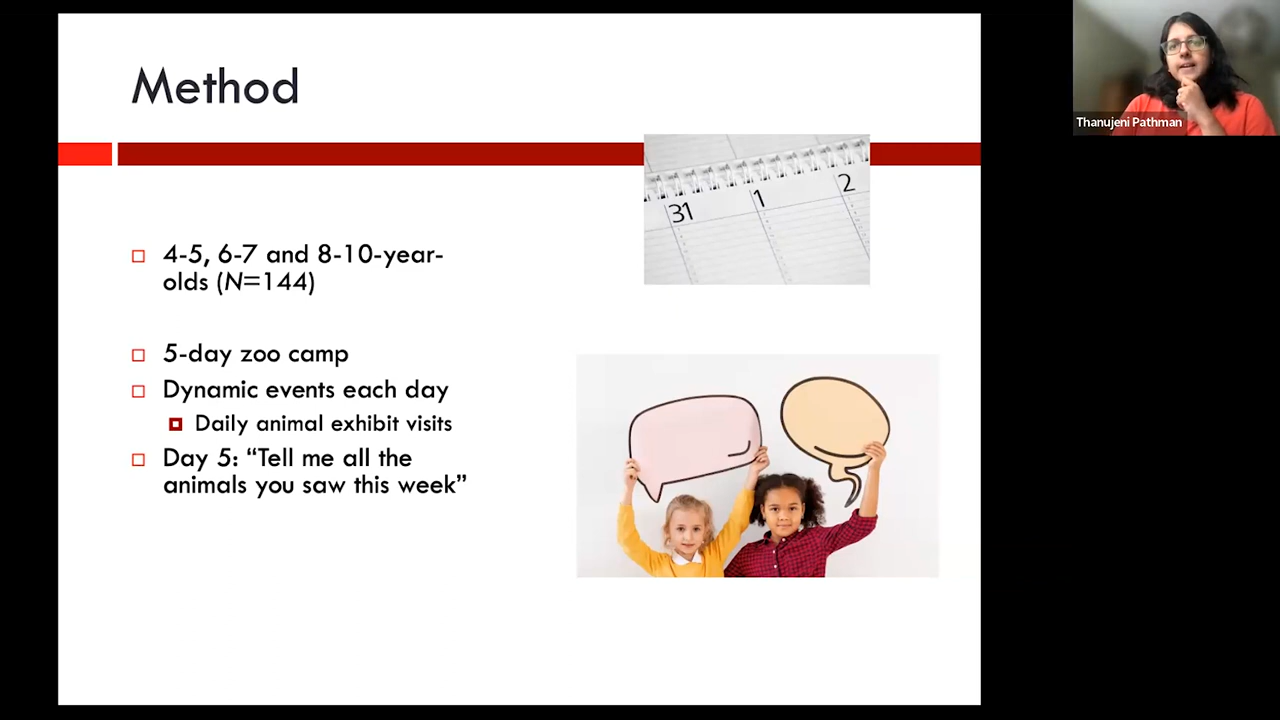 Method
31 1 2
4-5, 6-7 and 8-10-year-
olds (N=144)
5-day zoo camp
Dynamic events each day
Daily animal exhibit visits
Day 5: “Tell me all the
animals you saw this week”
Thanujeni Pathman